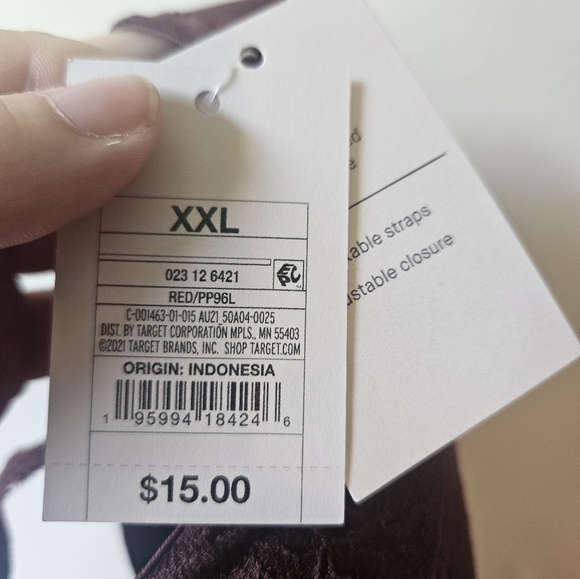 XXL
023 12 6421
RED/PP96L
C-001463-01-015 AU21 50A04-0025
DIST. BY TARGET CORPORATION MPLS., MN 55403
©2021 TARGET BRANDS, INC. SHOP TARGET.COM
ORIGIN: INDONESIA
1 95994 18424 6
$15.00
table straps
ustable closure